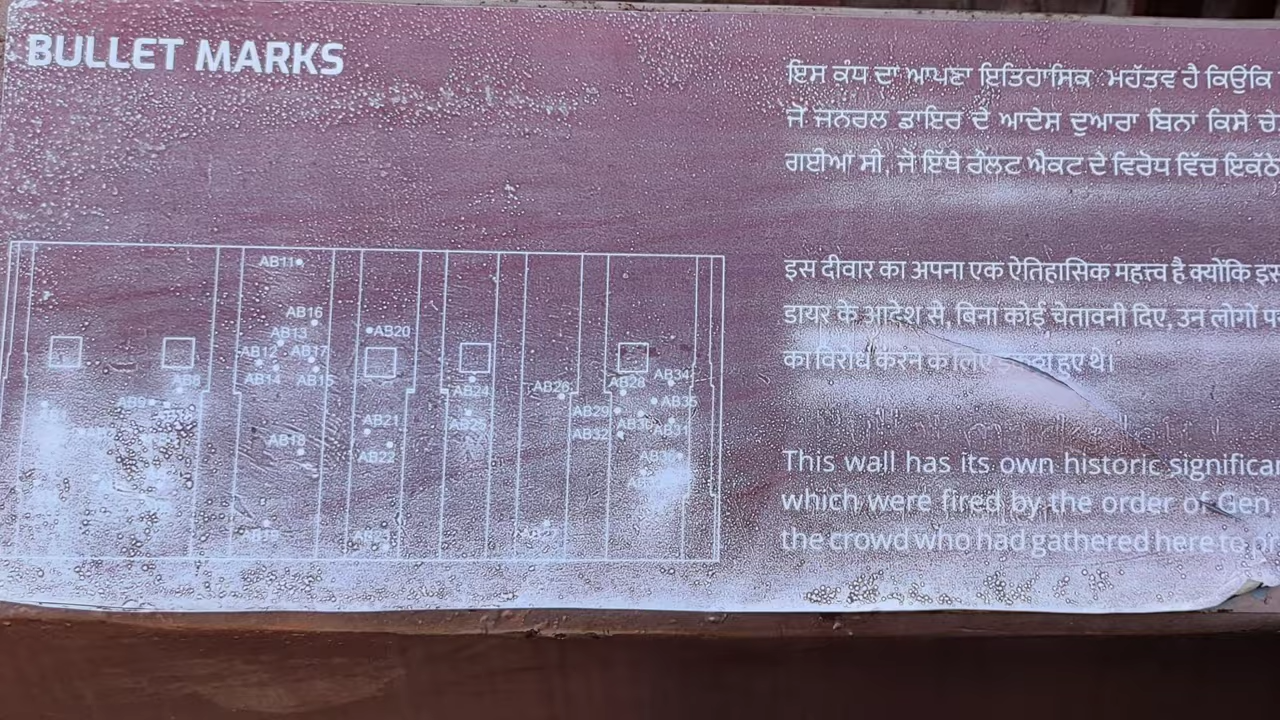 BULLET MARKS
AB11
AB16
AB20
AB13
AB12
AB17
AB14
AB15
AB8
AB9
AB24
AB26
AB28
AB34
AB35
AB29
AB30
AB31
AB32
AB21
AB25
AB18
AB22
ਇਸ ਕੰਧ ਦਾ ਆਪਣਾ ਇਤਿਹਾਸਿਕ ਮਹੱਤਵ ਹੈ ਕਿਉਂਕਿ
ਜੋ ਜਨਰਲ ਡਾਇਰ ਦੇ ਆਦੇਸ਼ ਦੁਆਰਾ ਬਿਨਾਂ ਕਿਸੇ ਚੇ
ਗਈਆਂ ਸੀ, ਜੋ ਇੱਥੇ ਰੌਲਟ ਐਕਟ ਦੇ ਵਿਰੋਧ ਵਿੱਚ ਇਕੱਠੇ
इस दीवार का अपना एक ऐतिहासिक महत्त्व है क्योंकि इस
डायर के आदेश से, बिना कोई चेतावनी दिए, उन लोगों प
का विरोध करने के लिए हुए थे।
This wall has its own historic significan
which were fired by the order of Gen.
the crowd who had gathered here to pr